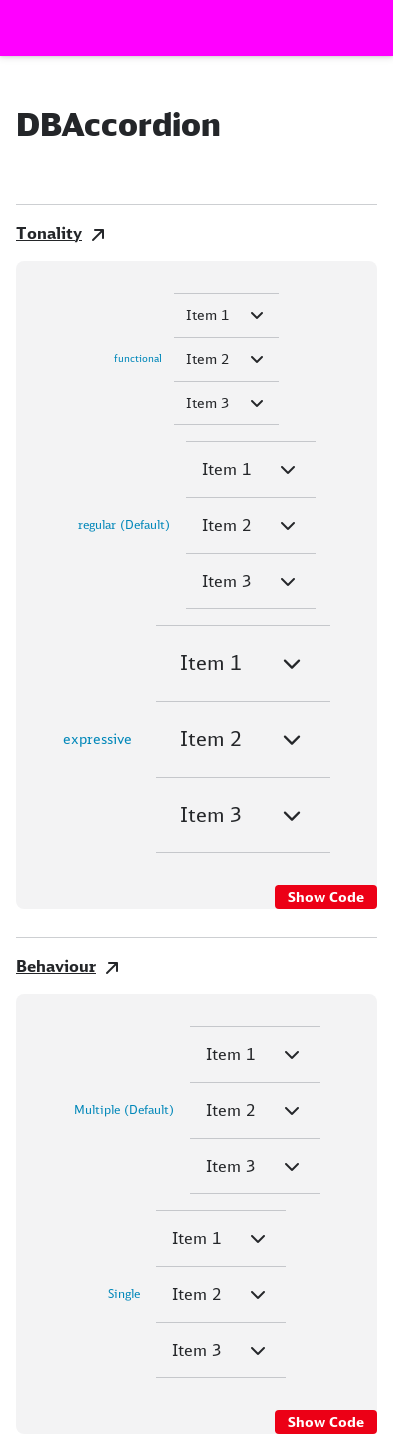 DBAccordion
Tonality
functional
Item 1
Item 2
Item 3
regular (Default)
Item 1
Item 2
Item 3
expressive
Item 1
Item 2
Item 3
Show Code
Behaviour
Multiple (Default)
Item 1
Item 2
Item 3
Single
Item 1
Item 2
Item 3
Show Code